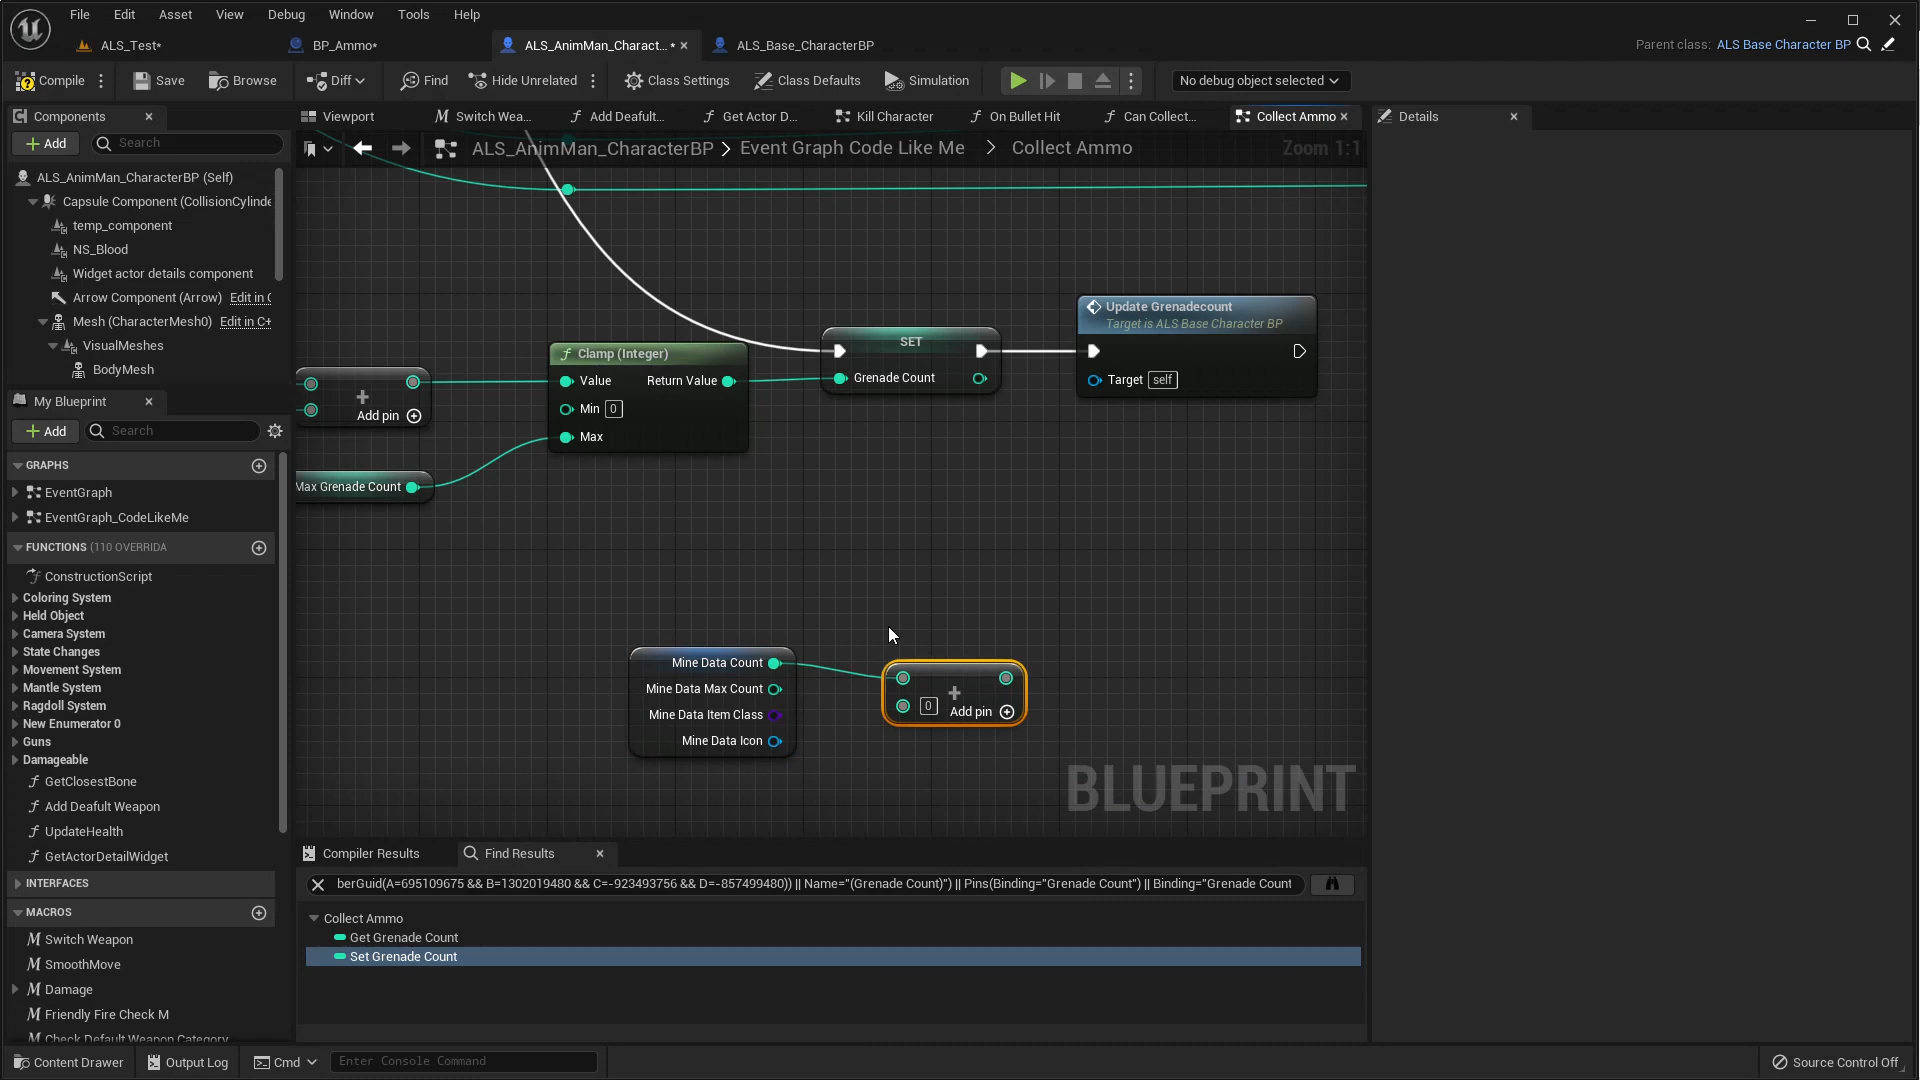 File Edit Asset View Debug Window Tools Help
ALS_Test* BP_Ammo* ALS_AnimMan_Charact... * ALS_Base_CharacterBP
Parent class: ALS Base Character BP
Compile Save Browse Diff Find Hide Unrelated Class Settings Class Defaults Simulation No debug object selected
Components
Viewport Switch Wea... Add Deafult... Get Actor D... Kill Character On Bullet Hit Can Collect... Collect Ammo Details
Add Search
ALS_AnimMan_CharacterBP > Event Graph Code Like Me > Collect Ammo Zoom 1:1
ALS_AnimMan_CharacterBP (Self)
Capsule Component (CollisionCylinde
temp_component
NS_Blood
Widget actor details component
Arrow Component (Arrow) Edit in C
Mesh (CharacterMesh0) Edit in C+
VisualMeshes
BodyMesh
Update Grenadecount
Target is ALS Base Character BP
Target self
SET
Grenade Count
Clamp (Integer)
Value Return Value
Min 0
Max
Add pin
Max Grenade Count
My Blueprint
Add Search
GRAPHS
EventGraph
EventGraph_CodeLikeMe
FUNCTIONS (110 OVERRIDA
ConstructionScript
Coloring System
Held Object
Camera System
State Changes
Movement System
Mantle System
Ragdoll System
New Enumerator 0
Guns
Damageable
GetClosestBone
Add Deafult Weapon
UpdateHealth
GetActorDetailWidget
INTERFACES
MACROS
Switch Weapon
SmoothMove
Damage
Friendly Fire Check M
Check Default Weapon Category
Mine Data Count
Mine Data Max Count
Mine Data Item Class
Mine Data Icon
0 Add pin
BLUEPRINT
Compiler Results Find Results
berGuid(A=695109675 && B=1302019480 && C=-923493756 && D=-857499480)) || Name="(Grenade Count)") || Pins(Binding="Grenade Count") || Binding="Grenade Count
Collect Ammo
Get Grenade Count
Set Grenade Count
Content Drawer Output Log Cmd Enter Console Command Source Control Off